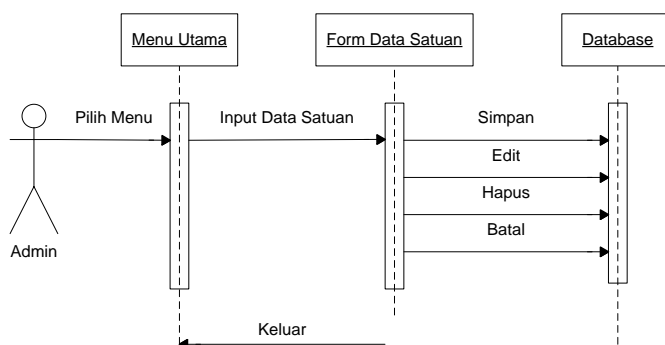 Menu Utama
Form Data Satuan
Database
Pilih Menu
Input Data Satuan
Simpan
Edit
Hapus
Batal
Admin
Keluar